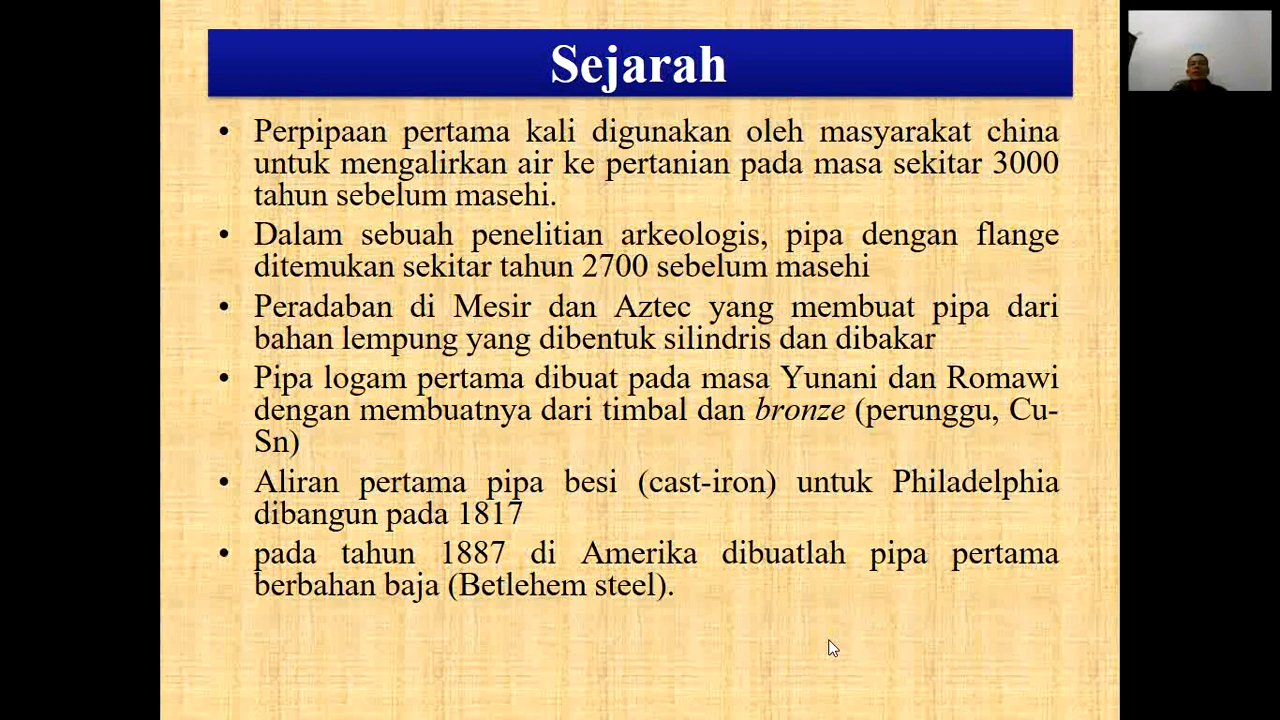 Sejarah
• Perpipaan pertama kali digunakan oleh masyarakat china
untuk mengalirkan air ke pertanian pada masa sekitar 3000
tahun sebelum masehi.
• Dalam sebuah penelitian arkeologis, pipa dengan flange
ditemukan sekitar tahun 2700 sebelum masehi
• Peradaban di Mesir dan Aztec yang membuat pipa dari
bahan lempung yang dibentuk silindris dan dibakar
• Pipa logam pertama dibuat pada masa Yunani dan Romawi
dengan membuatnya dari timbal dan bronze (perunggu, Cu-
Sn)
• Aliran pertama pipa besi (cast-iron) untuk Philadelphia
dibangun pada 1817
• pada tahun 1887 di Amerika dibuatlah pipa pertama
berbahan baja (Betlehem steel).